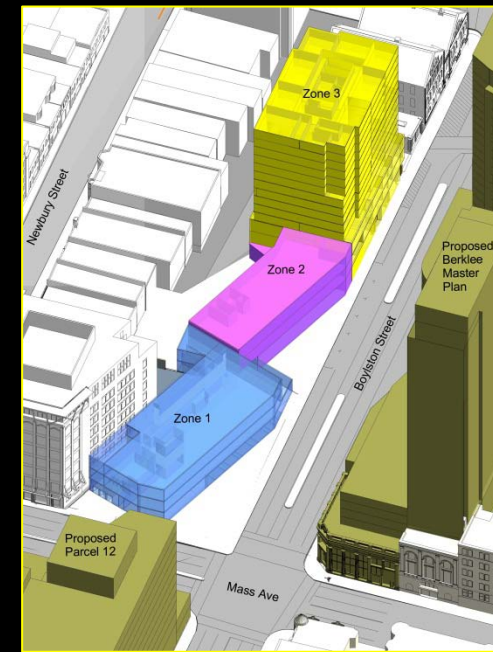 Zone 3
Newbury Street
Zone 2
Proposed
Berklee
Master
Plan
Boylston Street
Zone 1
Proposed
Parcel 12
Mass Ave